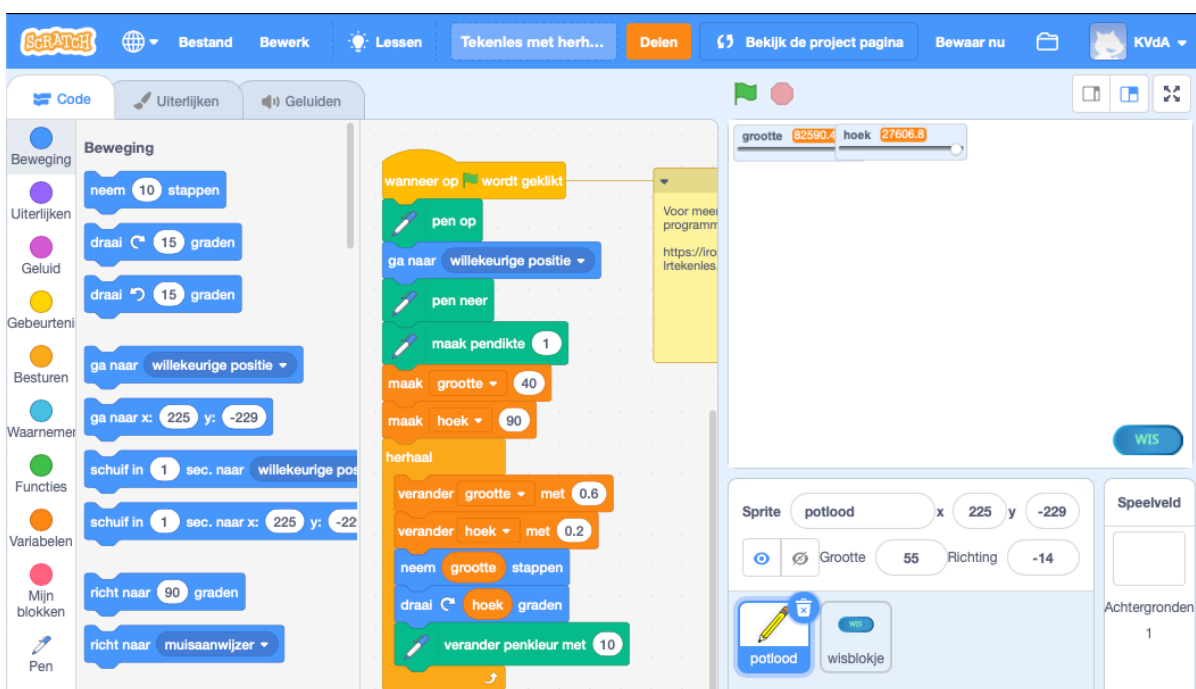 SCRATCH Bestand Bewerk Lessen Tekenles met herh... Delen Bekijk de project pagina Bewaar nu KVdA
Code Uiterlijken Geluiden
Beweging
Uiterlijken
Geluid
Gebeurteni
Besturen
Waarnemer
Functies
Variabelen
Mijn
blokken
Pen
Beweging
neem 10 stappen
draai 15 graden
draai 15 graden
ga naar willekeurige positie
ga naar x: 225 y: -229
schuif in 1 sec. naar willekeurige pos
schuif in 1 sec. naar x: 225 y: -22
richt naar 90 graden
richt naar muisaanwijzer
wanneer op wordt geklikt
pen op
ga naar willekeurige positie
pen neer
maak pendikte 1
maak grootte 40
maak hoek 90
herhaal
verander grootte met 0.6
verander hoek met 0.2
neem grootte stappen
draai hoek graden
verander penkleur met 10
Voor meer
programm
https://iro
lrtekenles.
grootte 82590.4 hoek 27606.8
WIS
Sprite potlood x 225 y -229
Grootte 55 Richting -14
WIS
potlood wisblokje
Speelveld
Achtergronden
1